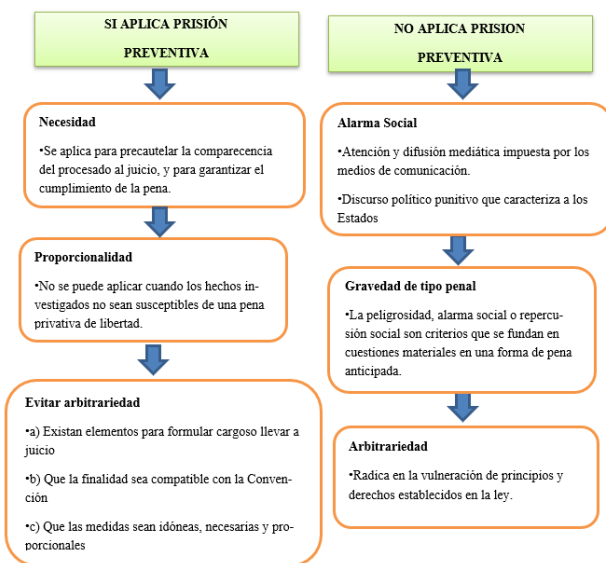 SI APLICA PRISIÓN
PREVENTIVA
Necesidad
•Se aplica para precautelar la comparecencia
del procesado al juicio, y para garantizar el
cumplimiento de la pena.
Proporcionalidad
•No se puede aplicar cuando los hechos in-
vestigados no sean susceptibles de una pena
privativa de libertad.
Evitar arbitrariedad
•a) Existan elementos para formular cargoso llevar a
juicio
•b) Que la finalidad sea compatible con la Conven-
ción
•c) Que las medidas sean idóneas, necesarias y pro-
porcionales
NO APLICA PRISION
PREVENTIVA
Alarma Social
•Atención y difusión mediática impuesta por los
medios de comunicación.
•Discurso político punitivo que caracteriza a los
Estados
Gravedad de tipo penal
•La peligrosidad, alarma social o repercu-
sión social son criterios que se fundan en
cuestiones materiales en una forma de pena
anticipada.
Arbitrariedad
•Radica en la vulneración de principios y
derechos establecidos en la ley.